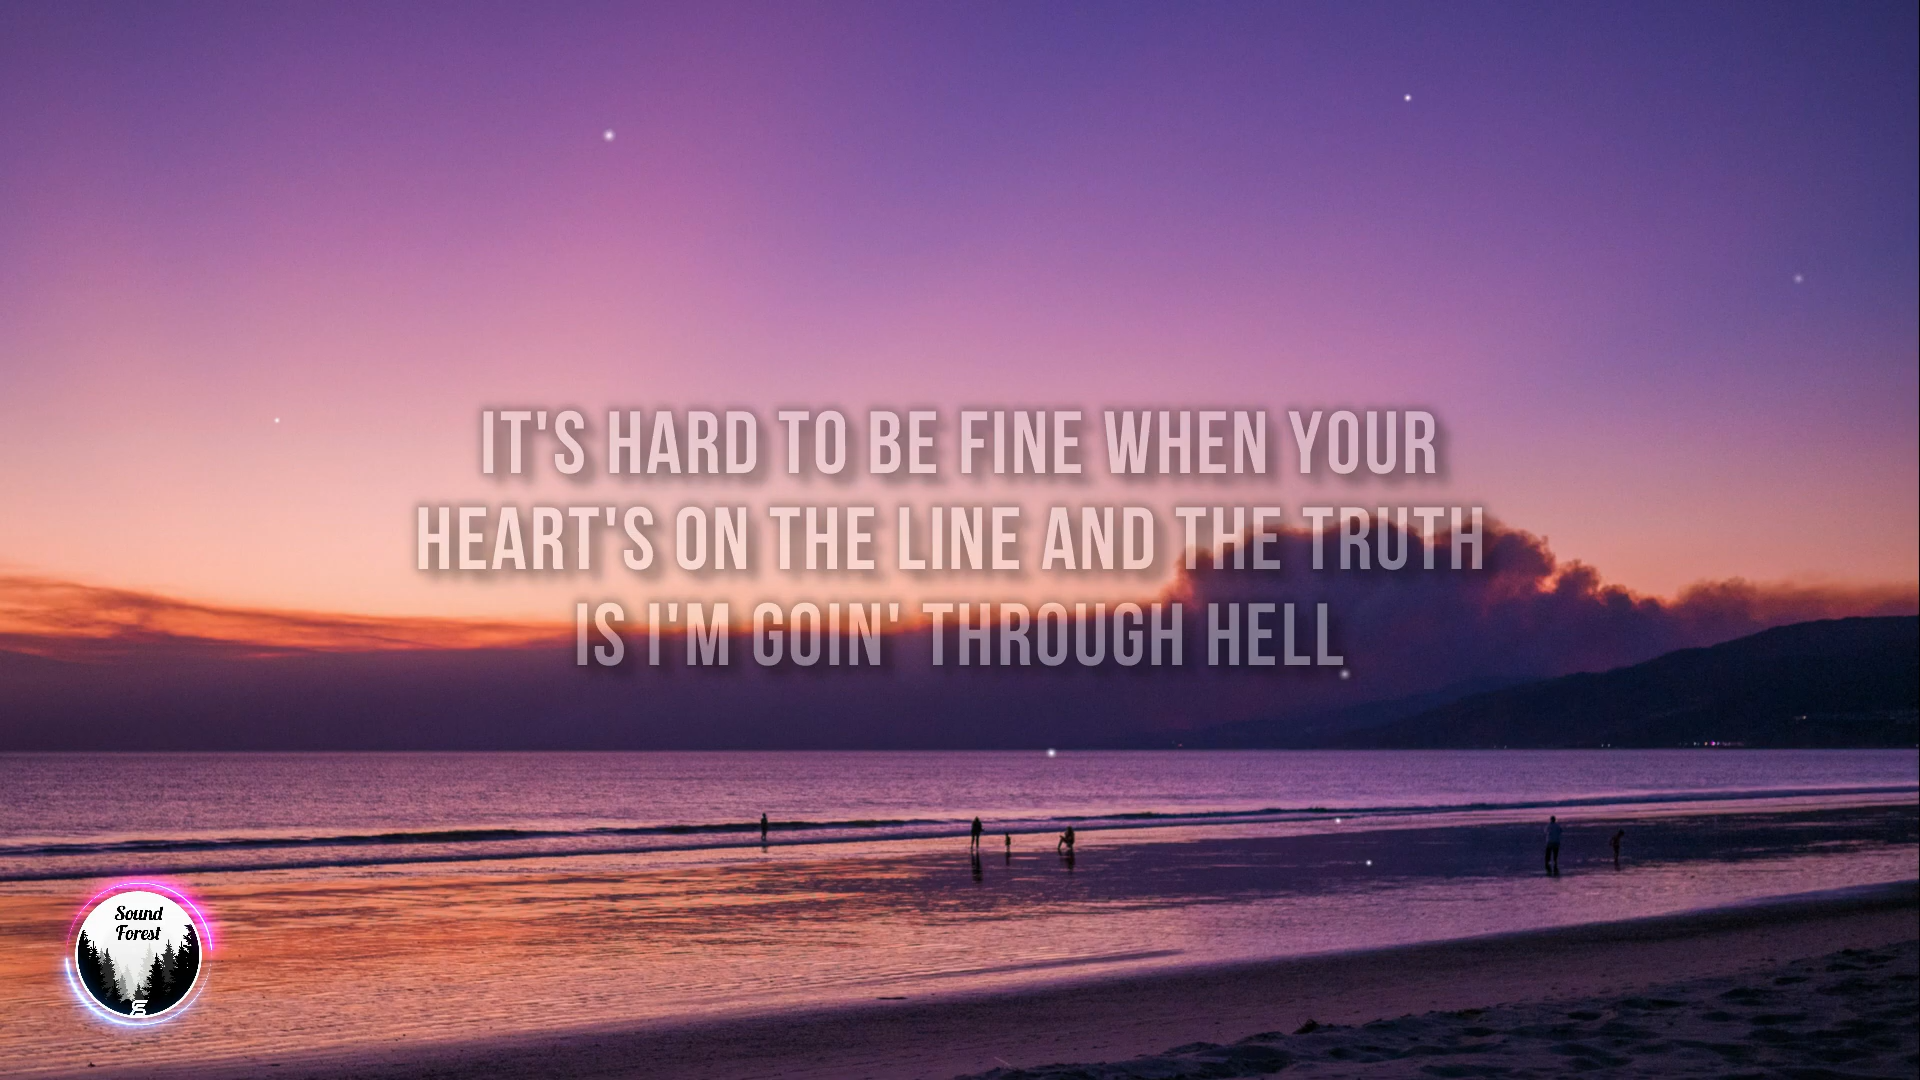 IT'S HARD TO BE FINE WHEN YOUR
HEART'S ON THE LINE AND THE TRUTH
IS I'M GOIN' THROUGH HELL
Sound
Forest